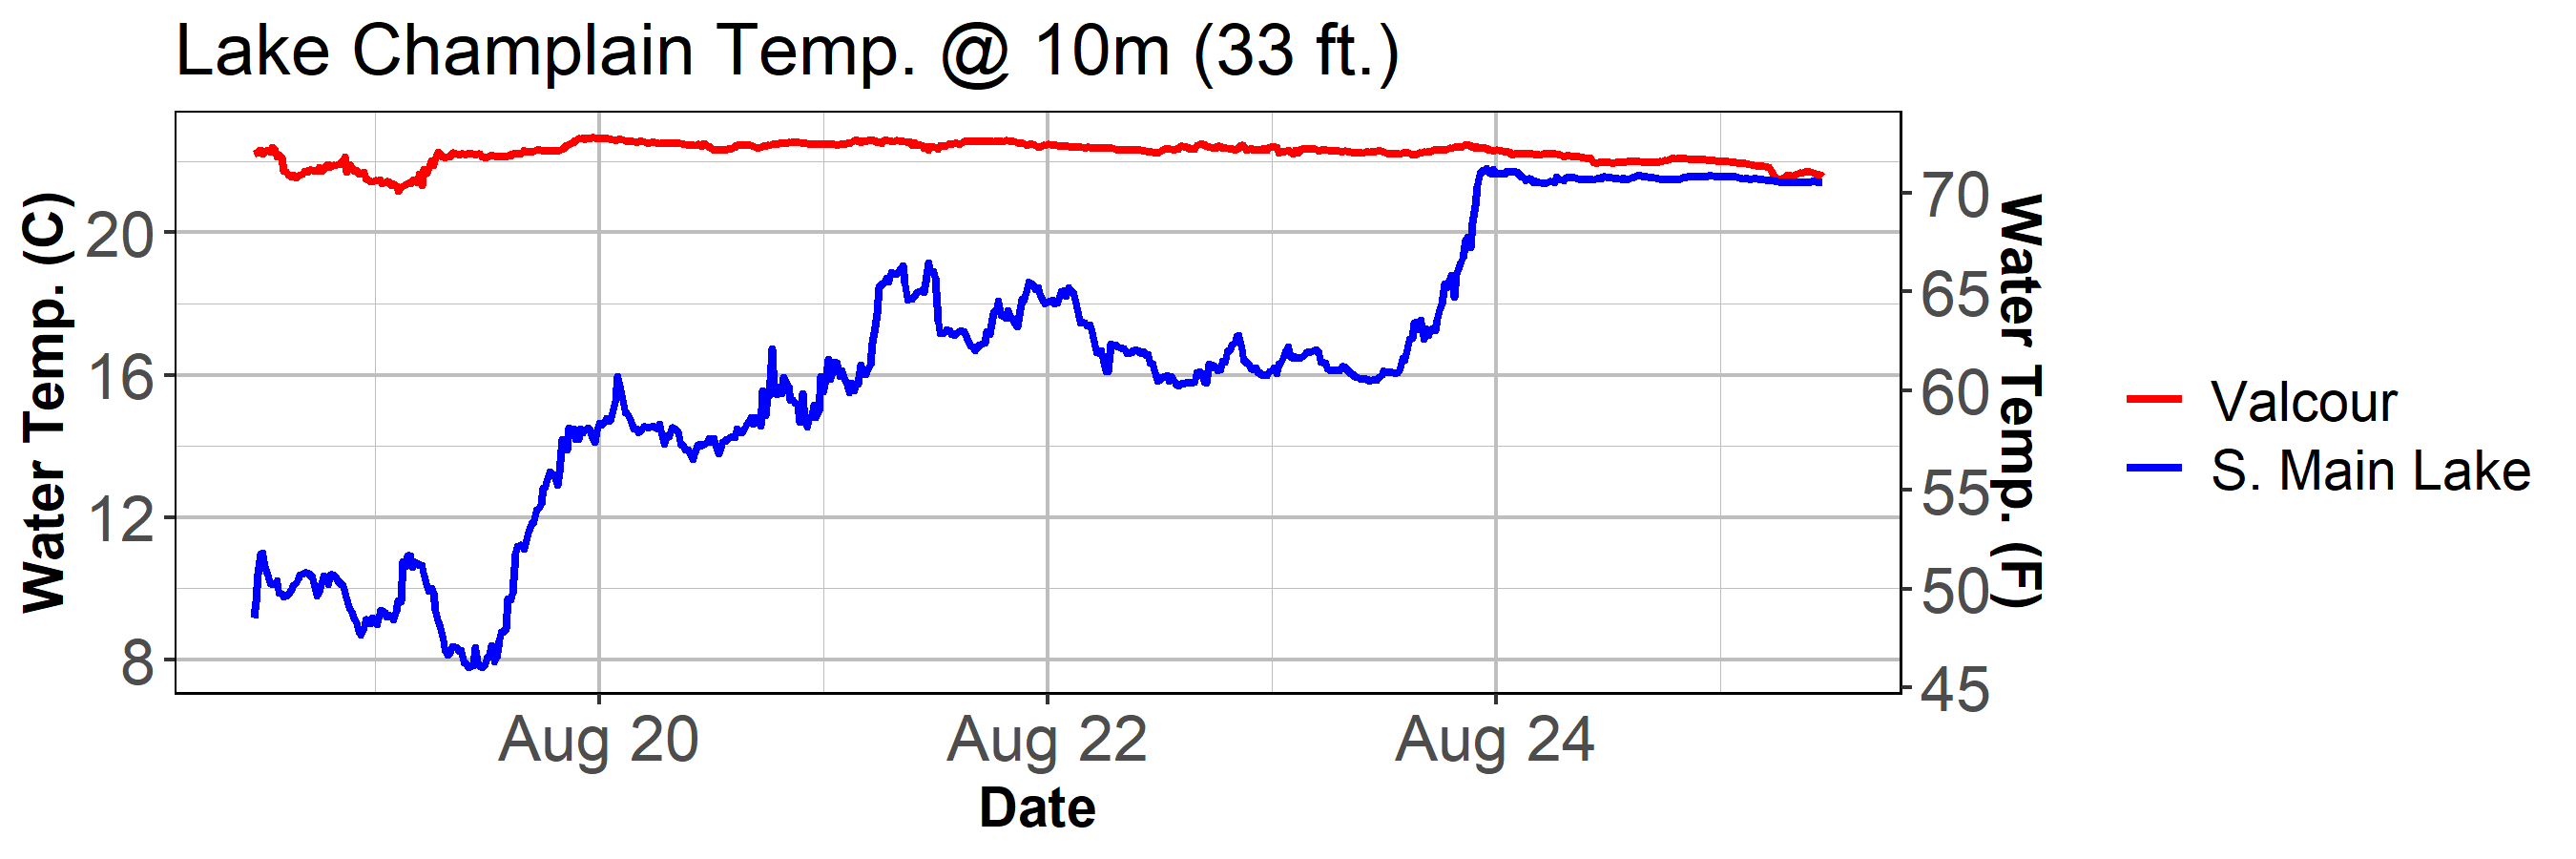 Lake Champlain Temp. @ 10m (33 ft.)
Water Temp. (C)
20
16
12
8
70
65
60
55
50
45
Water Temp. (F)
Aug 20
Aug 22
Aug 24
Date
Valcour
S. Main Lake